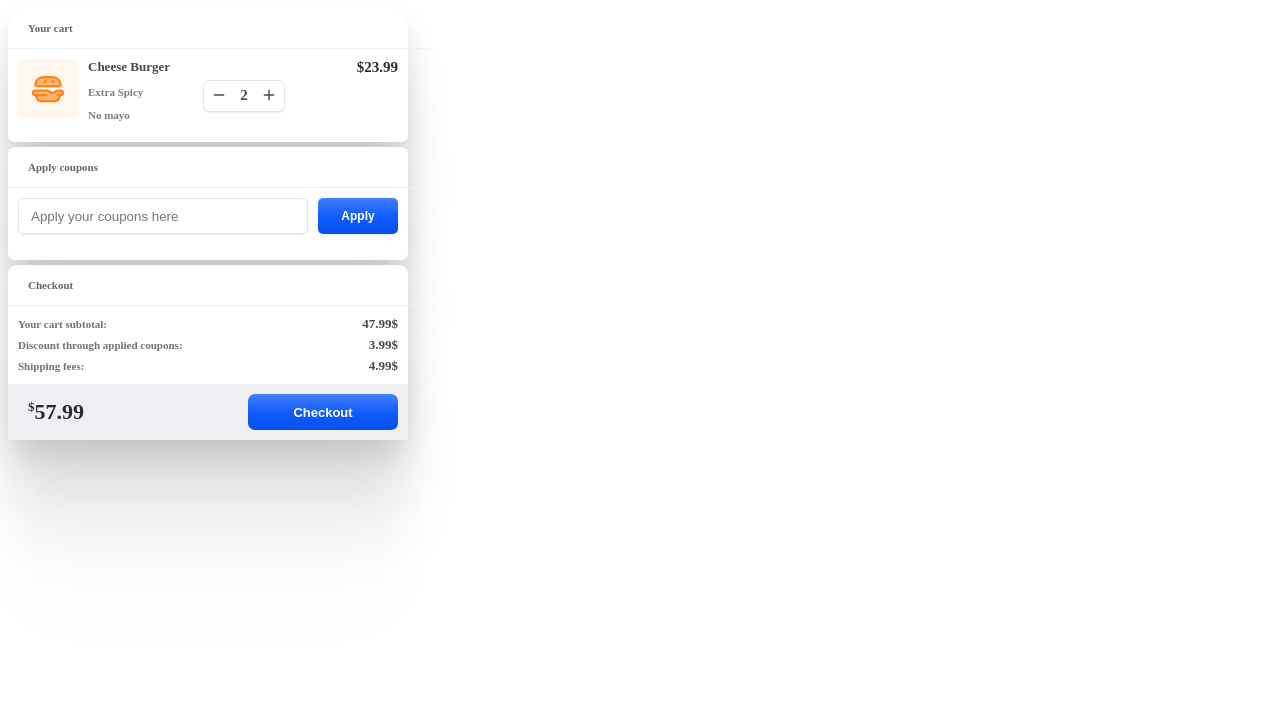 Your cart
Cheese Burger $23.99
Extra Spicy
2
No mayo
Apply coupons
Apply your coupons here Apply
Checkout
Your cart subtotal: 47.99$
Discount through applied coupons: 3.99$
Shipping fees: 4.99$
$57.99 Checkout